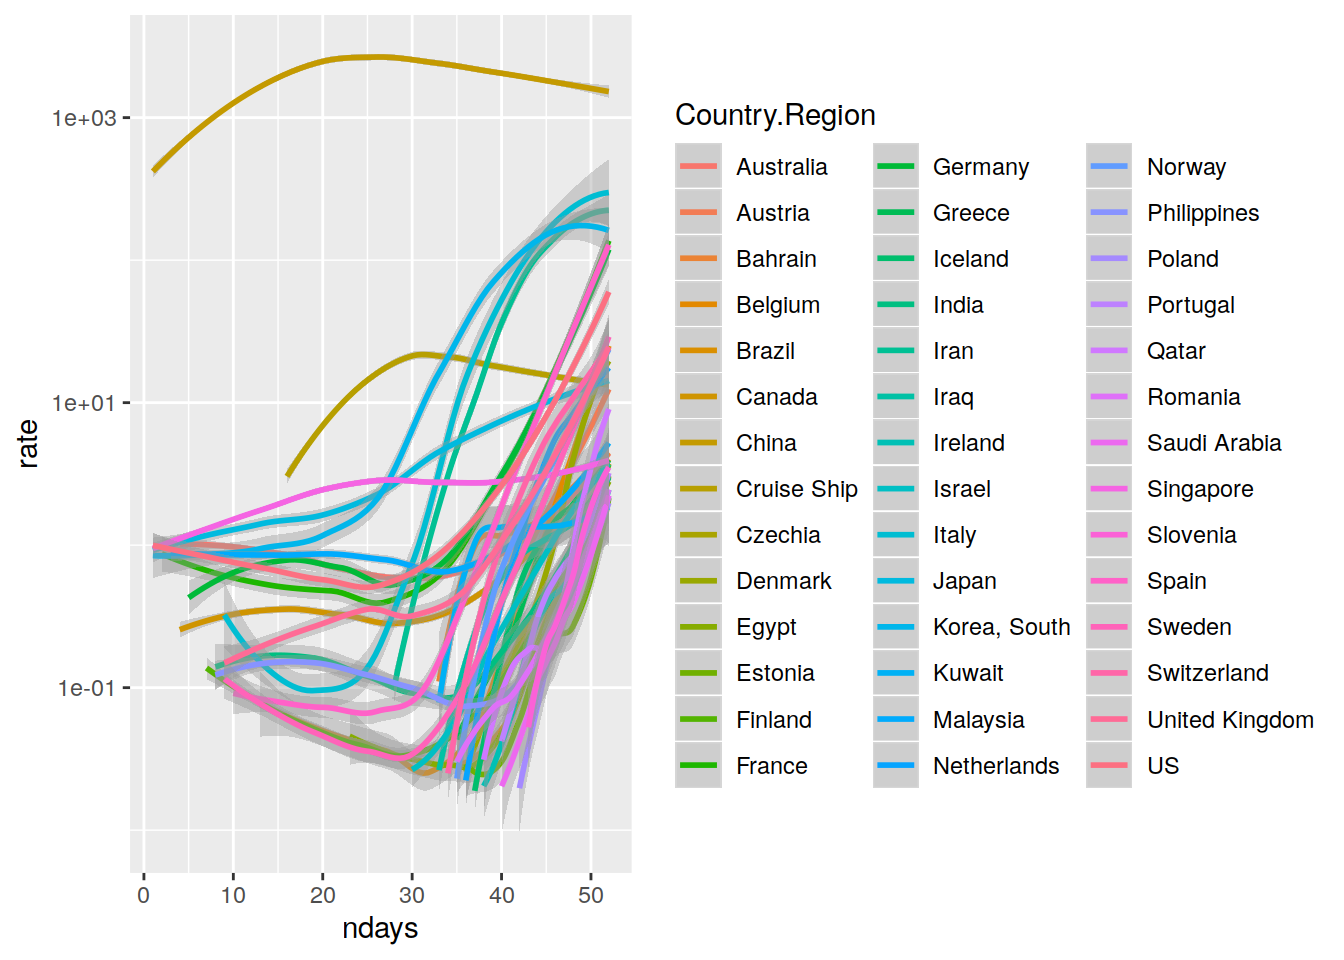 1e+03
1e+01
1e-01
rate
0 10 20 30 40 50
ndays
Country.Region
Australia
Austria
Bahrain
Belgium
Brazil
Canada
China
Cruise Ship
Czechia
Denmark
Egypt
Estonia
Finland
France
Germany
Greece
Iceland
India
Iran
Iraq
Ireland
Israel
Italy
Japan
Korea, South
Kuwait
Malaysia
Netherlands
Norway
Philippines
Poland
Portugal
Qatar
Romania
Saudi Arabia
Singapore
Slovenia
Spain
Sweden
Switzerland
United Kingdom
US